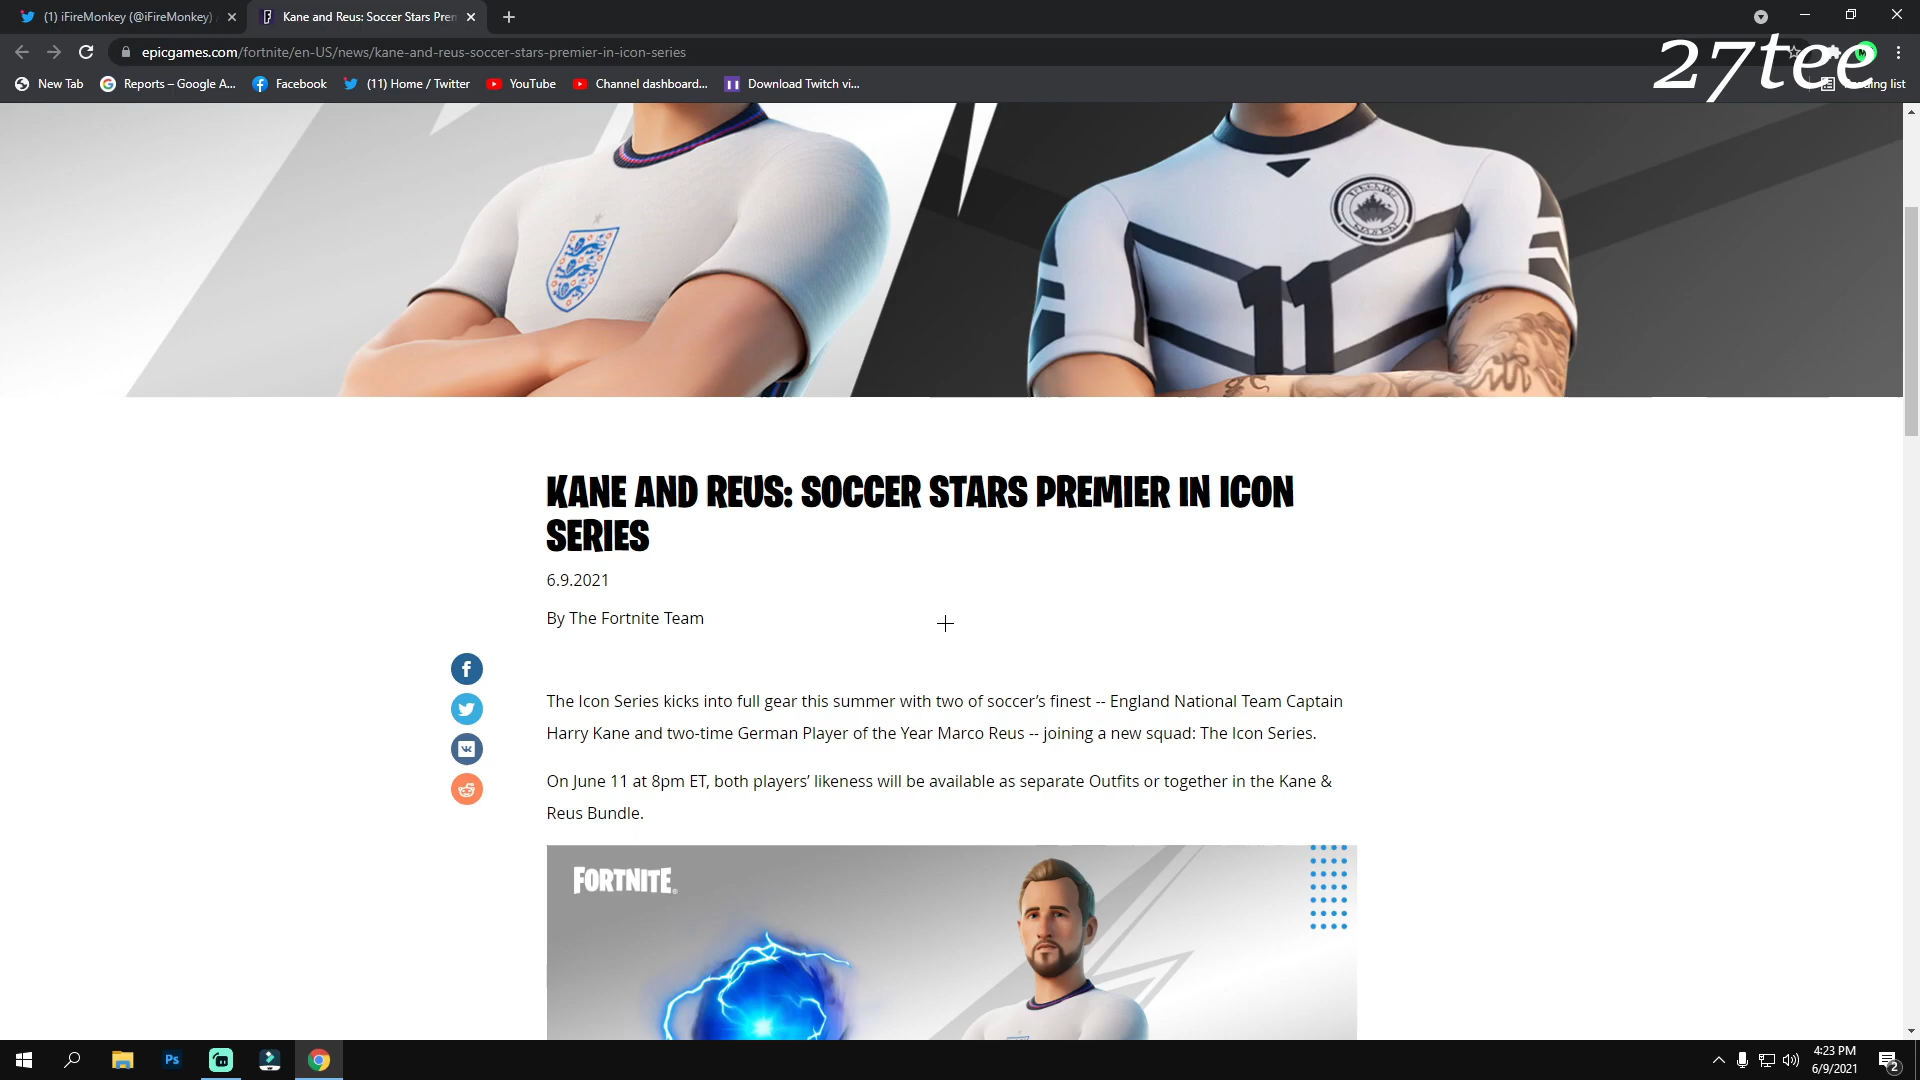 (1) iFireMonkey (@iFireMonkey)
Kane and Reus: Soccer Stars Prem
epicgames.com/fortnite/en-US/news/kane-and-reus-soccer-stars-premier-in-icon-series
27tee
New Tab
Reports – Google A...
Facebook
(11) Home / Twitter
YouTube
Channel dashboard...
Download Twitch vi...
list
11
KANE AND REUS: SOCCER STARS PREMIER IN ICON
SERIES
6.9.2021
By The Fortnite Team
The Icon Series kicks into full gear this summer with two of soccer’s finest -- England National Team Captain
Harry Kane and two-time German Player of the Year Marco Reus -- joining a new squad: The Icon Series.
On June 11 at 8pm ET, both players’ likeness will be available as separate Outfits or together in the Kane &
Reus Bundle.
FORTNITE
Ps
4:23 PM
6/9/2021
2